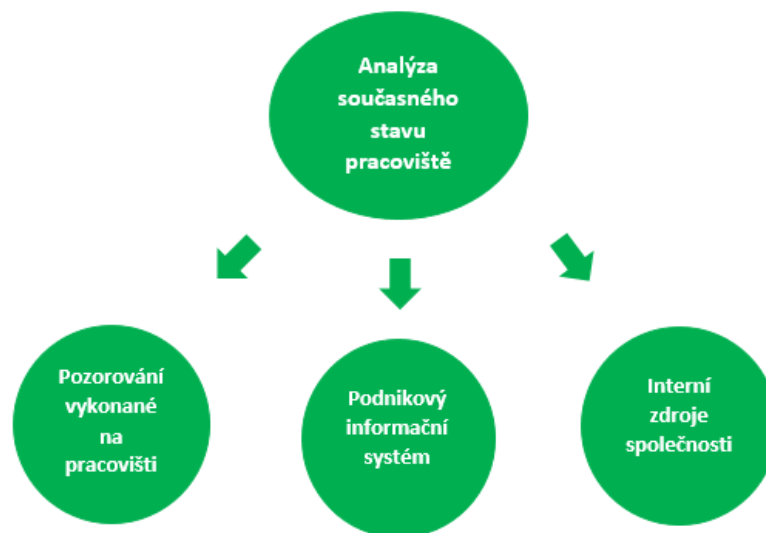 Analýza
současného
stavu
pracoviště
Pozorování
vykonané
na
pracovišti
Podnikový
informační
systém
Interní
zdroje
společnosti